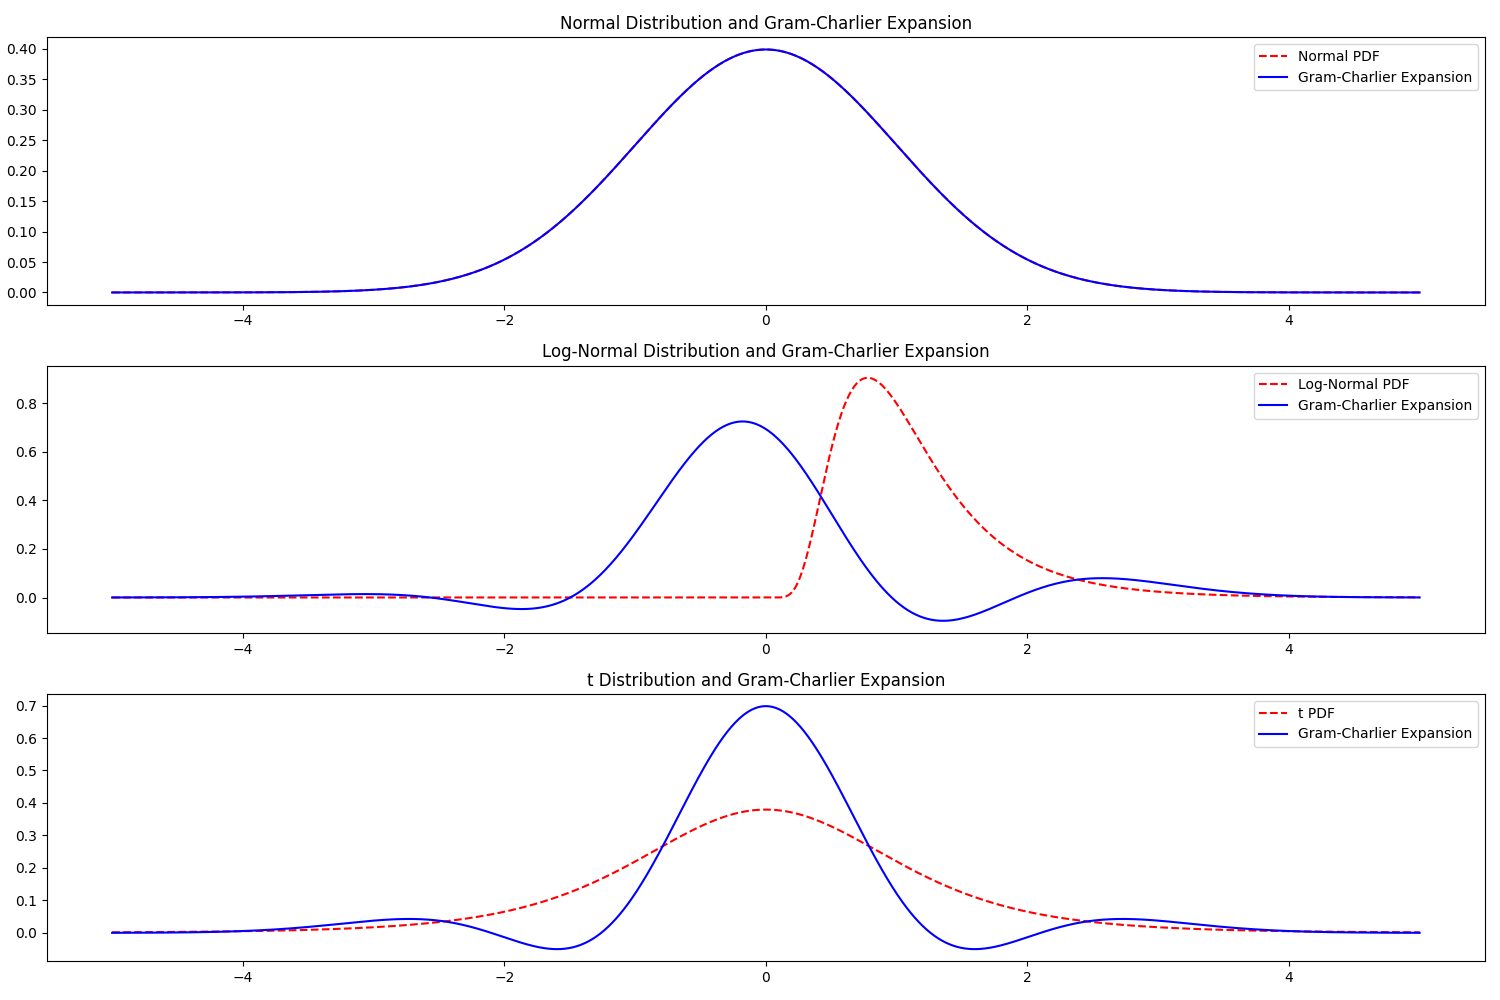 Normal Distribution and Gram-Charlier Expansion
Normal PDF
Gram-Charlier Expansion
0.40
0.35
0.30
0.25
0.20
0.15
0.10
0.05
0.00
−4 −2 0 2 4
Log-Normal Distribution and Gram-Charlier Expansion
Log-Normal PDF
Gram-Charlier Expansion
0.8
0.6
0.4
0.2
0.0
−4 −2 0 2 4
t Distribution and Gram-Charlier Expansion
t PDF
Gram-Charlier Expansion
0.7
0.6
0.5
0.4
0.3
0.2
0.1
0.0
−4 −2 0 2 4